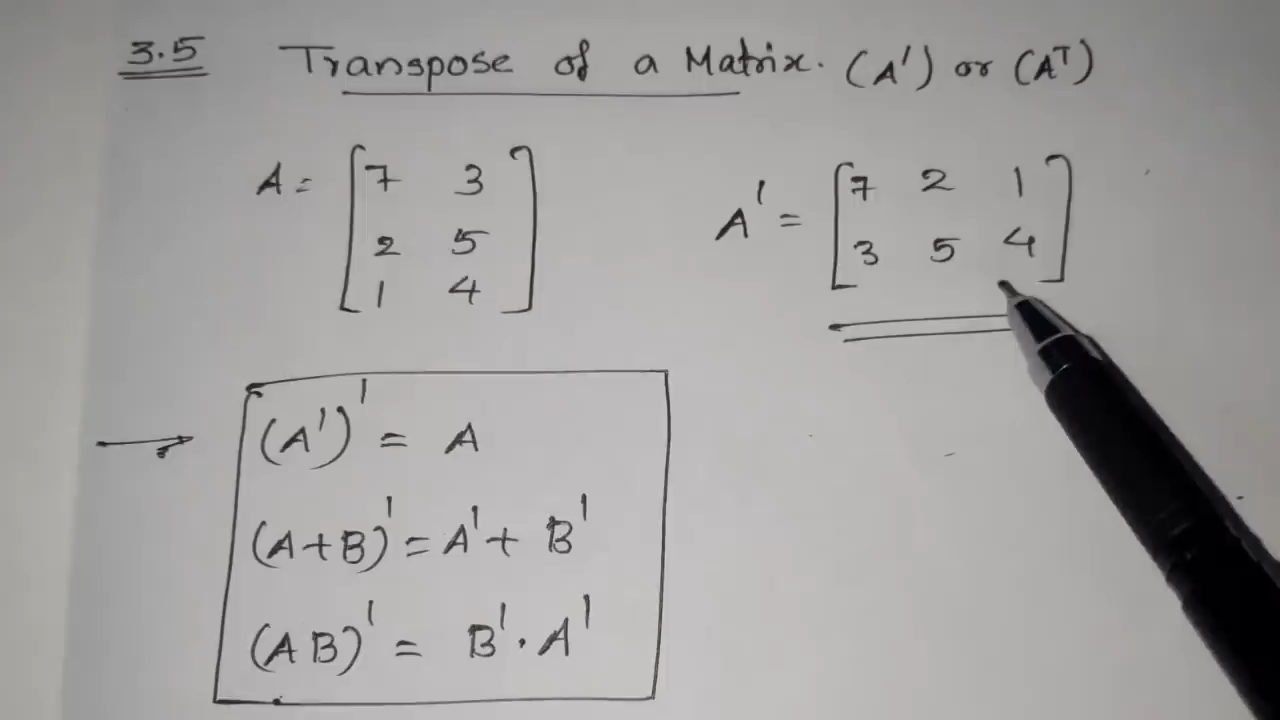 3.5 Transpose of a Matrix. (A') or (Aᵀ)
A = [7 3
2 5
1 4]
A' = [7 2 1
3 5 4]
(A')' = A
(A+B)' = A' + B'
(AB)' = B' . A'